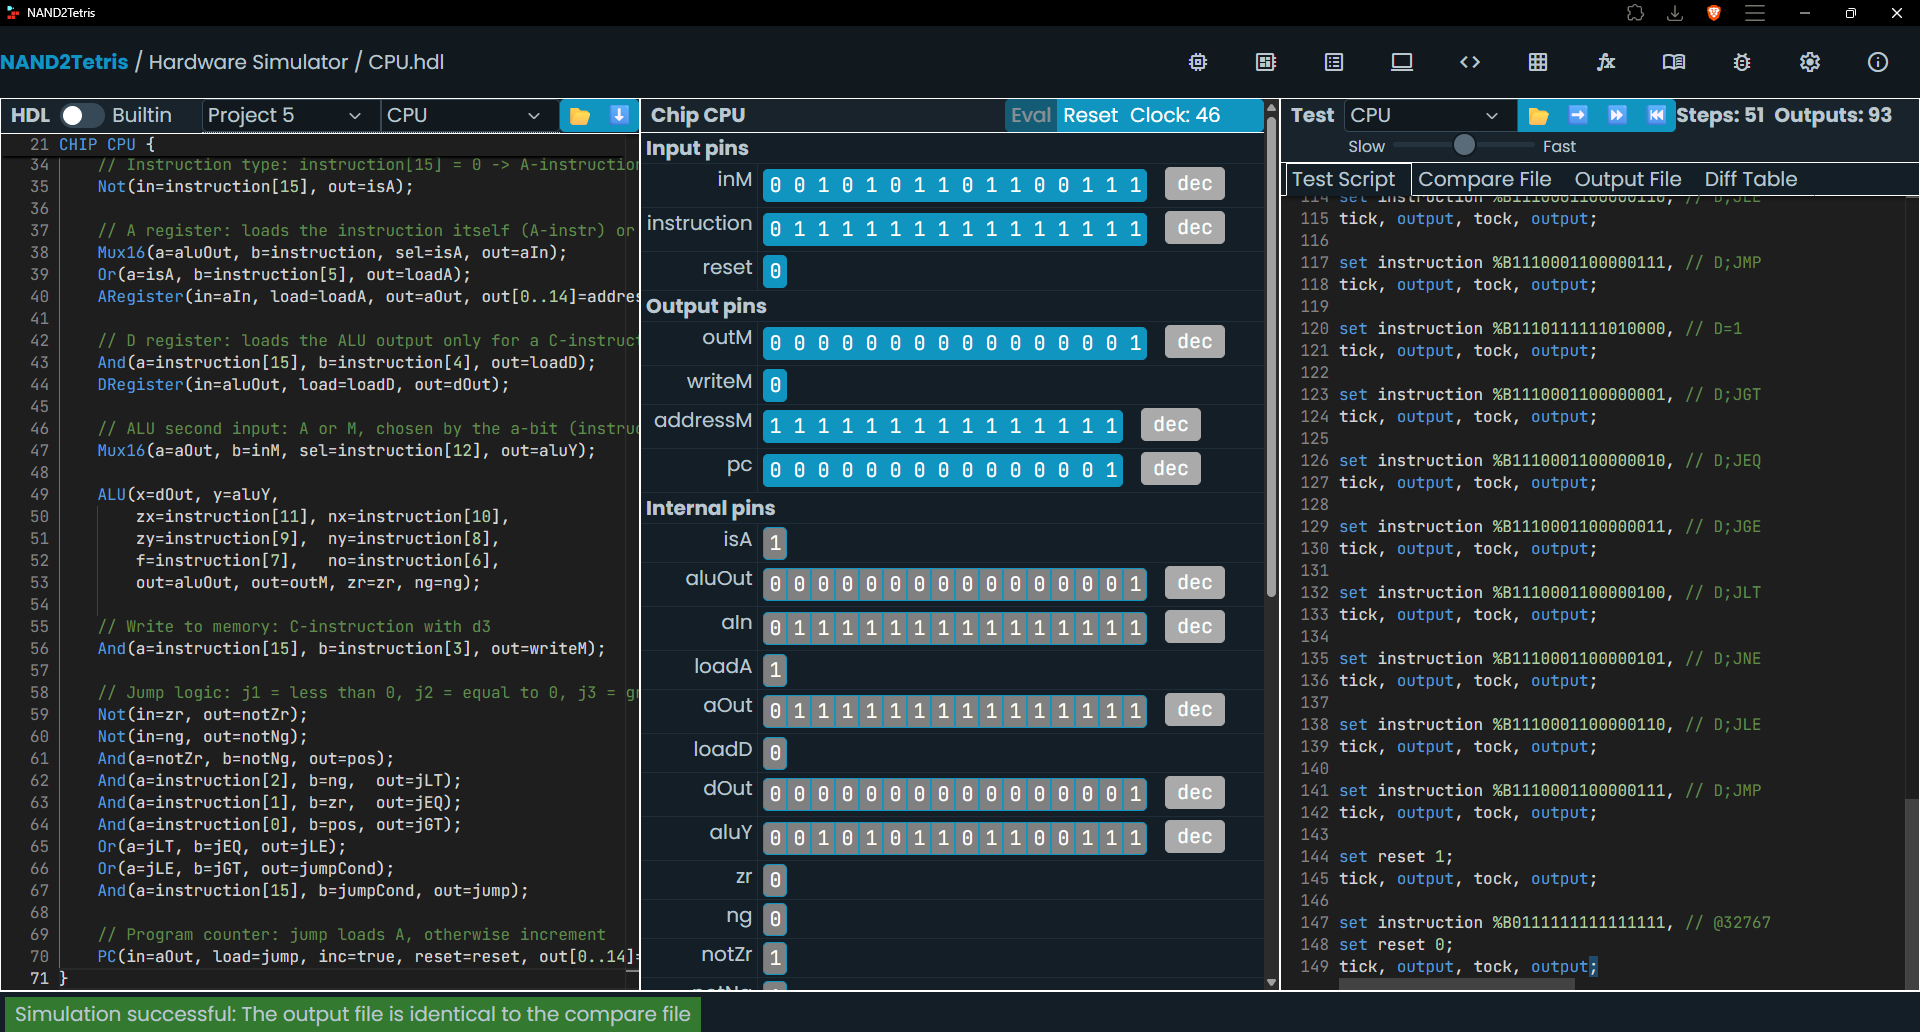 NAND2Tetris
NAND2Tetris / Hardware Simulator / CPU.hdl
HDL Builtin Project 5 CPU
21 CHIP CPU {
34 // Instruction type: instruction[15] = 0 -> A-instruction
35 Not(in=instruction[15], out=isA);
36
37 // A register: loads the instruction itself (A-instr) or
38 Mux16(a=aluOut, b=instruction, sel=isA, out=aIn);
39 Or(a=isA, b=instruction[5], out=loadA);
40 ARegister(in=aIn, load=loadA, out=aOut, out[0..14]=addres
41
42 // D register: loads the ALU output only for a C-instruct
43 And(a=instruction[15], b=instruction[4], out=loadD);
44 DRegister(in=aluOut, load=loadD, out=dOut);
45
46 // ALU second input: A or M, chosen by the a-bit (instruc
47 Mux16(a=aOut, b=inM, sel=instruction[12], out=aluY);
48
49 ALU(x=dOut, y=aluY,
50 zx=instruction[11], nx=instruction[10],
51 zy=instruction[9], ny=instruction[8],
52 f=instruction[7], no=instruction[6],
53 out=aluOut, out=outM, zr=zr, ng=ng);
54
55 // Write to memory: C-instruction with d3
56 And(a=instruction[15], b=instruction[3], out=writeM);
57
58 // Jump logic: j1 = less than 0, j2 = equal to 0, j3 = gr
59 Not(in=zr, out=notZr);
60 Not(in=ng, out=notNg);
61 And(a=notZr, b=notNg, out=pos);
62 And(a=instruction[2], b=ng, out=jLT);
63 And(a=instruction[1], b=zr, out=jEQ);
64 And(a=instruction[0], b=pos, out=jGT);
65 Or(a=jLT, b=jEQ, out=jLE);
66 Or(a=jLE, b=jGT, out=jumpCond);
67 And(a=instruction[15], b=jumpCond, out=jump);
68
69 // Program counter: jump loads A, otherwise increment
70 PC(in=aOut, load=jump, inc=true, reset=reset, out[0..14]=
71 }
Chip CPU Eval Reset Clock: 46
Input pins
inM 0 0 1 0 1 0 1 1 0 1 1 0 0 1 1 1 dec
instruction 0 1 1 1 1 1 1 1 1 1 1 1 1 1 1 1 dec
reset 0
Output pins
outM 0 0 0 0 0 0 0 0 0 0 0 0 0 0 0 1 dec
writeM 0
addressM 1 1 1 1 1 1 1 1 1 1 1 1 1 1 1 dec
pc 0 0 0 0 0 0 0 0 0 0 0 0 0 0 1 dec
Internal pins
isA 1
aluOut 0 0 0 0 0 0 0 0 0 0 0 0 0 0 0 1 dec
aIn 0 1 1 1 1 1 1 1 1 1 1 1 1 1 1 1 dec
loadA 1
aOut 0 1 1 1 1 1 1 1 1 1 1 1 1 1 1 1 dec
loadD 0
dOut 0 0 0 0 0 0 0 0 0 0 0 0 0 0 0 1 dec
aluY 0 0 1 0 1 0 1 1 0 1 1 0 0 1 1 1 dec
zr 0
ng 0
notZr 1
notNg
Test CPU Steps: 51 Outputs: 93
Slow Fast
Test Script Compare File Output File Diff Table
114 set instruction %B1110001100000110, // D;JLE
115 tick, output, tock, output;
116
117 set instruction %B1110001100000111, // D;JMP
118 tick, output, tock, output;
119
120 set instruction %B1110111111010000, // D=1
121 tick, output, tock, output;
122
123 set instruction %B1110001100000001, // D;JGT
124 tick, output, tock, output;
125
126 set instruction %B1110001100000010, // D;JEQ
127 tick, output, tock, output;
128
129 set instruction %B1110001100000011, // D;JGE
130 tick, output, tock, output;
131
132 set instruction %B1110001100000100, // D;JLT
133 tick, output, tock, output;
134
135 set instruction %B1110001100000101, // D;JNE
136 tick, output, tock, output;
137
138 set instruction %B1110001100000110, // D;JLE
139 tick, output, tock, output;
140
141 set instruction %B1110001100000111, // D;JMP
142 tick, output, tock, output;
143
144 set reset 1;
145 tick, output, tock, output;
146
147 set instruction %B0111111111111111, // @32767
148 set reset 0;
149 tick, output, tock, output;
Simulation successful: The output file is identical to the compare file